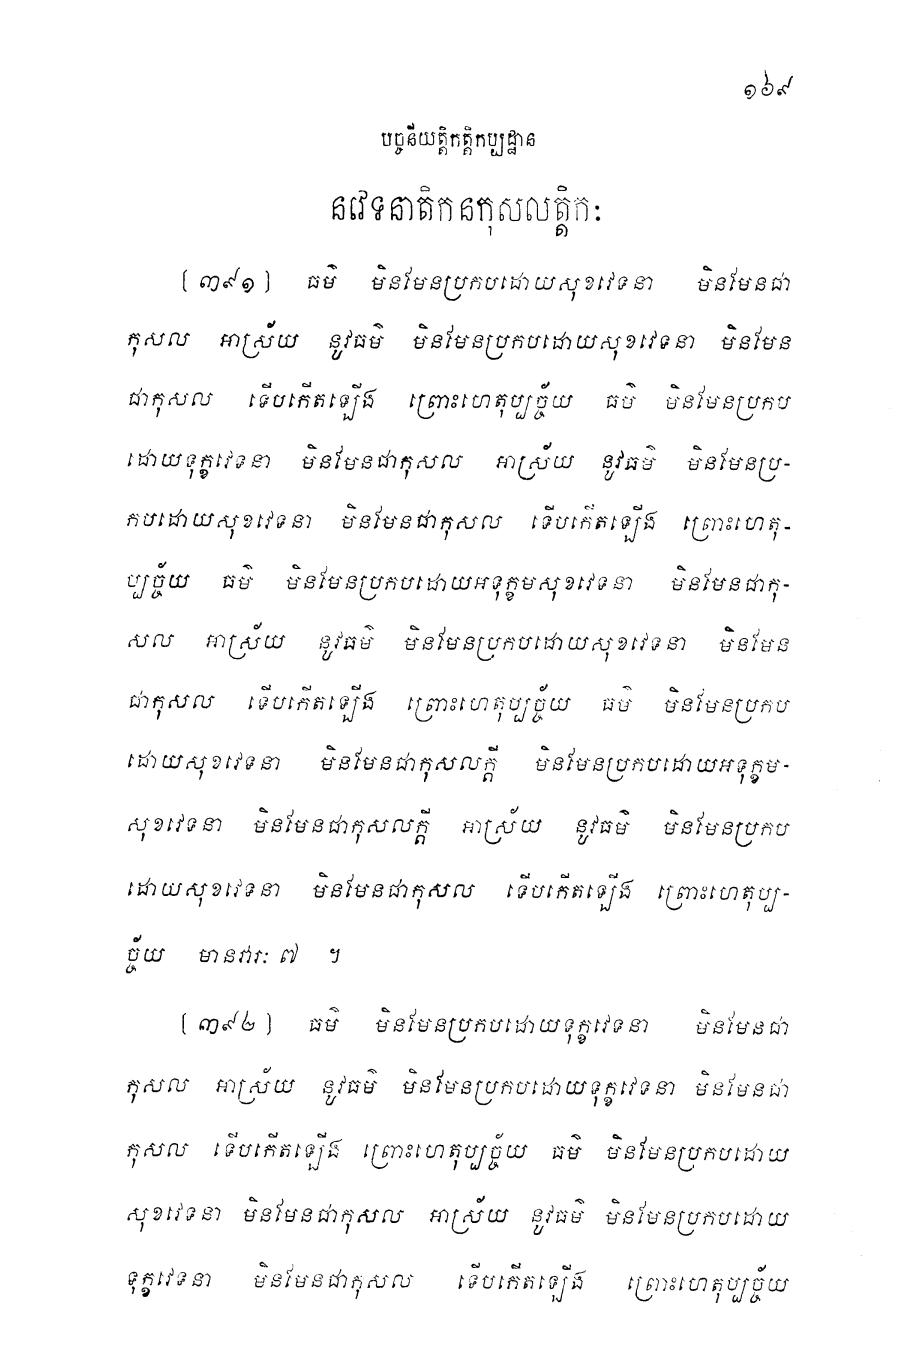 ១៦៩
បច្ចនីយត្តិកត្តិកប្បដ្ឋាន
នវេទនាតិកនកុសលត្តិកៈ
[៣៩១] ធម៌ មិនមែនប្រកបដោយសុខវេទនា មិនមែនជា
កុសល អាស្រ័យ នូវធម៌ មិនមែនប្រកបដោយសុខវេទនា មិនមែន
ជាកុសល ទើបកើតឡើង ព្រោះហេតុប្បច្ច័យ ធម៌ មិនមែនប្រកប
ដោយទុក្ខវេទនា មិនមែនជាកុសល អាស្រ័យ នូវធម៌ មិនមែនប្រ-
កបដោយសុខវេទនា មិនមែនជាកុសល ទើបកើតឡើង ព្រោះហេតុ-
ប្បច្ច័យ ធម៌ មិនមែនប្រកបដោយអទុក្ខមសុខវេទនា មិនមែនជាកុ-
សល អាស្រ័យ នូវធម៌ មិនមែនប្រកបដោយសុខវេទនា មិនមែន
ជាកុសល ទើបកើតឡើង ព្រោះហេតុប្បច្ច័យ ធម៌ មិនមែនប្រកប
ដោយសុខវេទនា មិនមែនជាកុសលក្តី មិនមែនប្រកបដោយអទុក្ខម-
សុខវេទនា មិនមែនជាកុសលក្តី អាស្រ័យ នូវធម៌ មិនមែនប្រកប
ដោយសុខវេទនា មិនមែនជាកុសល ទើបកើតឡើង ព្រោះហេតុប្ប-
ច្ច័យ មានវារៈ ៧ ។
[៣៩២] ធម៌ មិនមែនប្រកបដោយទុក្ខវេទនា មិនមែនជា
កុសល អាស្រ័យ នូវធម៌ មិនមែនប្រកបដោយទុក្ខវេទនា មិនមែនជា
កុសល ទើបកើតឡើង ព្រោះហេតុប្បច្ច័យ ធម៌ មិនមែនប្រកបដោយ
សុខវេទនា មិនមែនជាកុសល អាស្រ័យ នូវធម៌ មិនមែនប្រកបដោយ
ទុក្ខវេទនា មិនមែនជាកុសល ទើបកើតឡើង ព្រោះហេតុប្បច្ច័យ